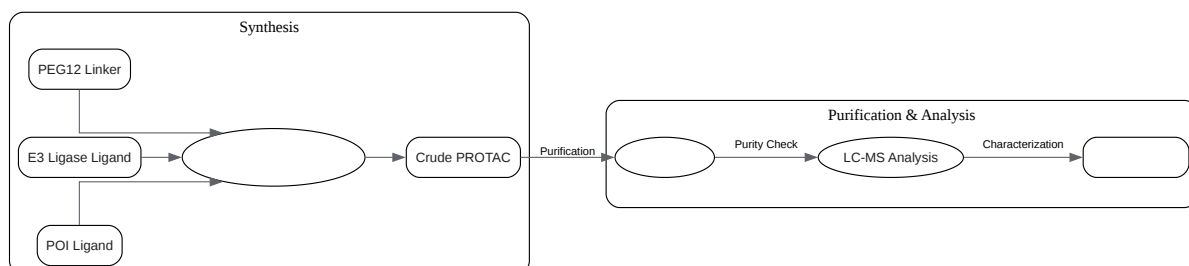 Synthesis
PEG12 Linker
E3 Ligase Ligand
POI Ligand
Crude PROTAC
Purification
Purification & Analysis
Purity Check
LC-MS Analysis
Characterization